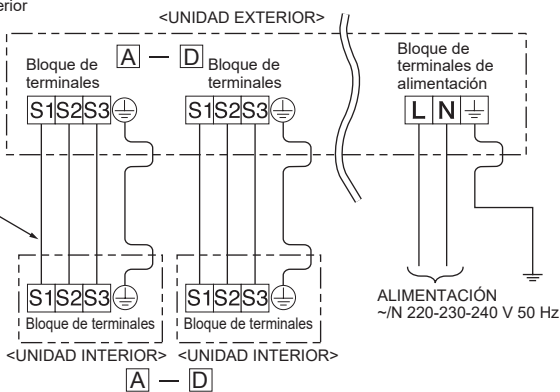 erior
<UNIDAD EXTERIOR>
Bloque de
terminales
A — D
Bloque de
terminales
Bloque de
terminales de
alimentación
S1 S2 S3
S1 S2 S3
L N
S1 S2 S3
S1 S2 S3
Bloque de terminales
Bloque de terminales
ALIMENTACIÓN
~/N 220-230-240 V 50 Hz
<UNIDAD INTERIOR>
<UNIDAD INTERIOR>
A — D